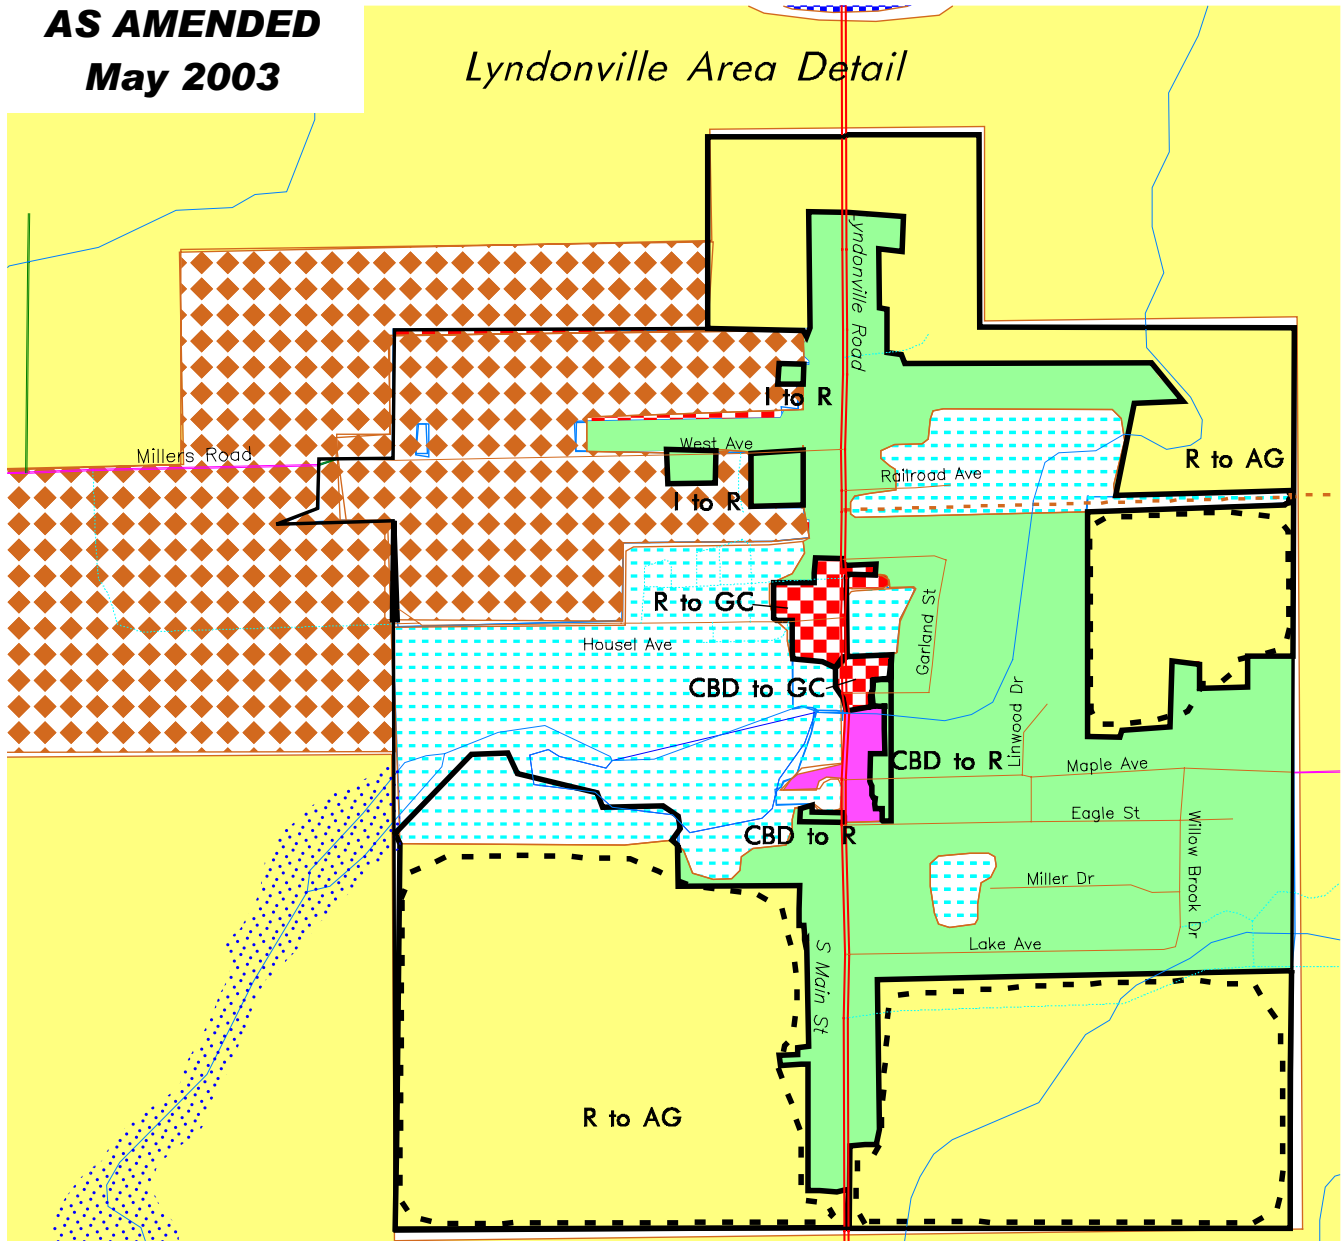 AS AMENDED
May 2003
Lyndonville Area Detail
Lyndonville Road
I to R
West Ave
Millers Road
Railroad Ave
R to AG
I to R
R to GC
Garland St
Housel Ave
CBD to GC
Linwood Dr
CBD to R
Maple Ave
Eagle St
CBD to R
Willow Brook Dr
Miller Dr
Lake Ave
S Main St
R to AG